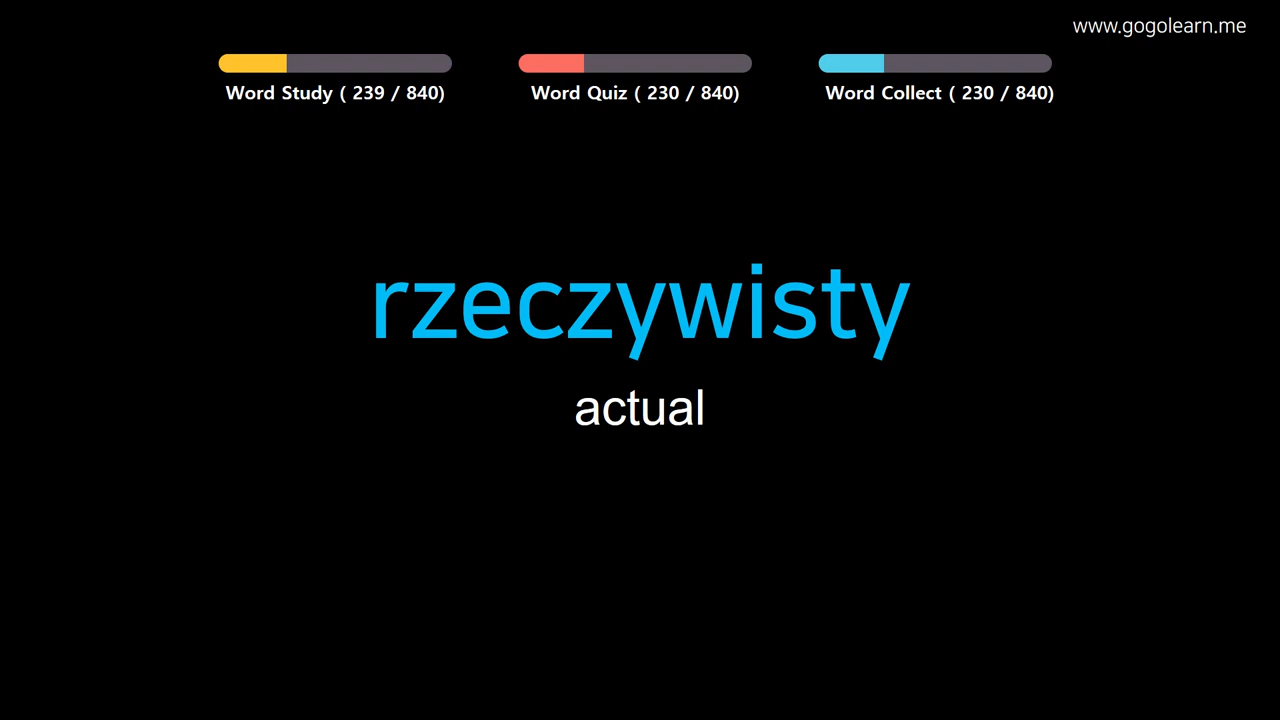 www.gogolearn.me
Word Study ( 239 / 840)
Word Quiz ( 230 / 840)
Word Collect ( 230 / 840)
rzeczywisty
actual